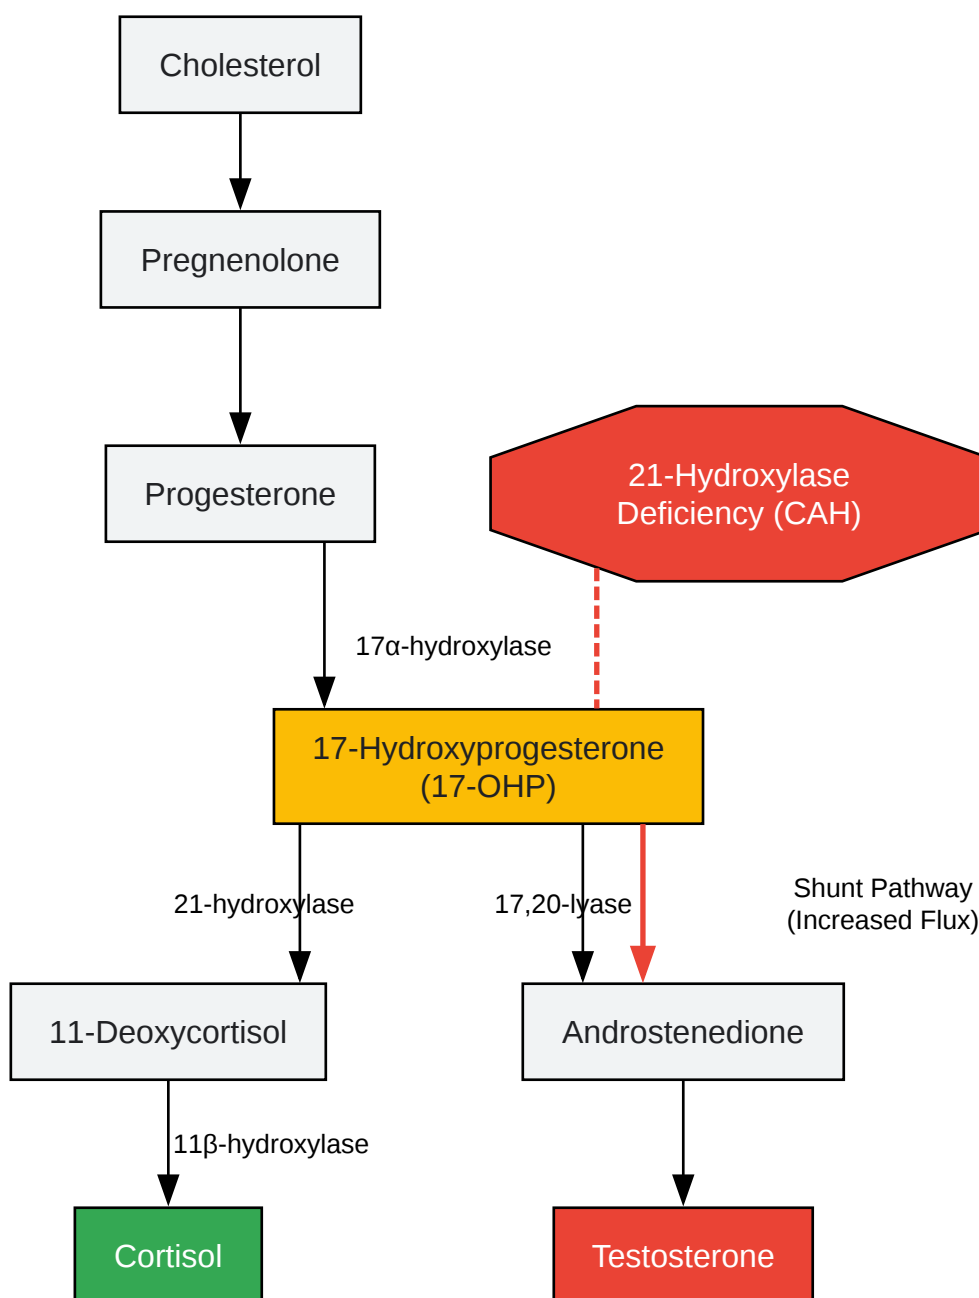 Cholesterol
Pregnenolone
Progesterone
21-Hydroxylase
Deficiency (CAH)
17α-hydroxylase
17-Hydroxyprogesterone
(17-OHP)
21-hydroxylase
17,20-lyase
Shunt Pathway
(Increased Flux)
11-Deoxycortisol
Androstenedione
11β-hydroxylase
Cortisol
Testosterone